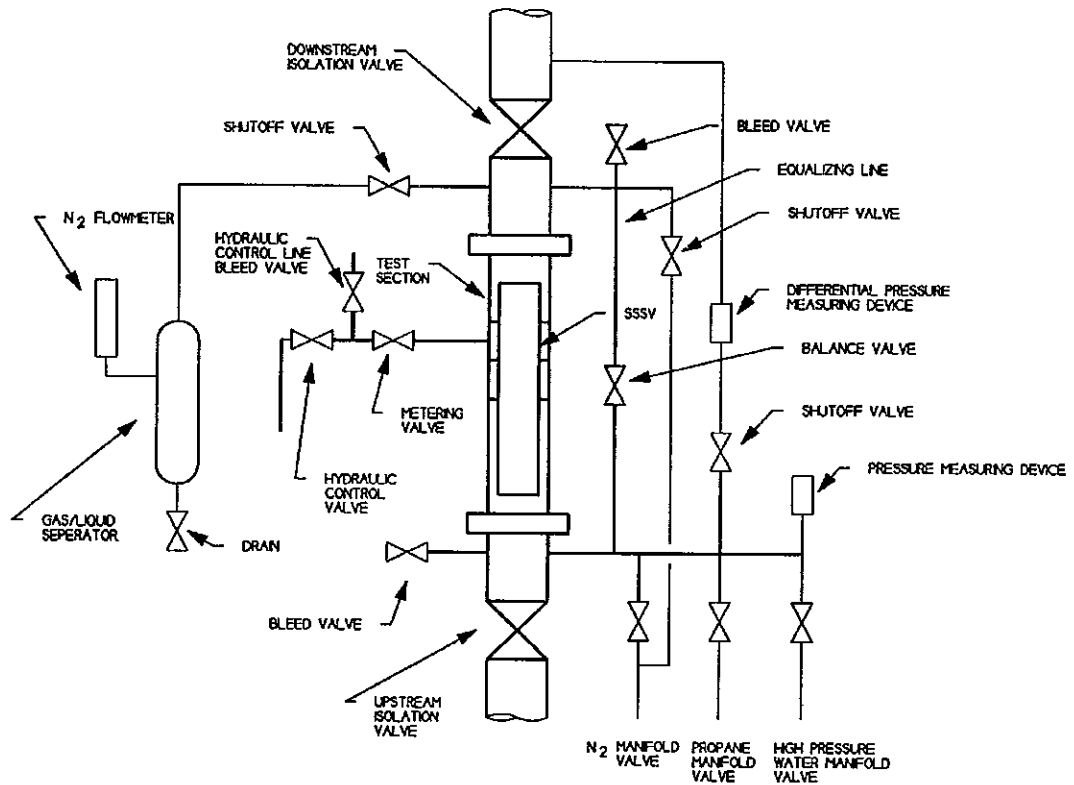 DOWNSTREAM
ISOLATION VALVE
SHUTOFF VALVE
BLEED VALVE
EQUALIZING LINE
N2 FLOWMETER
SHUTOFF VALVE
HYDRAULIC
CONTROL LINE
BLEED VALVE
TEST
SECTION
DIFFERENTIAL PRESSURE
MEASURING DEVICE
SSSV
BALANCE VALVE
METERING
VALVE
SHUTOFF VALVE
PRESSURE MEASURING DEVICE
HYDRAULIC
CONTROL
VALVE
GAS/LIQUID
SEPERATOR
DRAIN
BLEED VALVE
UPSTREAM
ISOLATION
VALVE
N2 MANIFOLD
VALVE
PROPANE
MANIFOLD
VALVE
HIGH PRESSURE
WATER MANIFOLD
VALVE